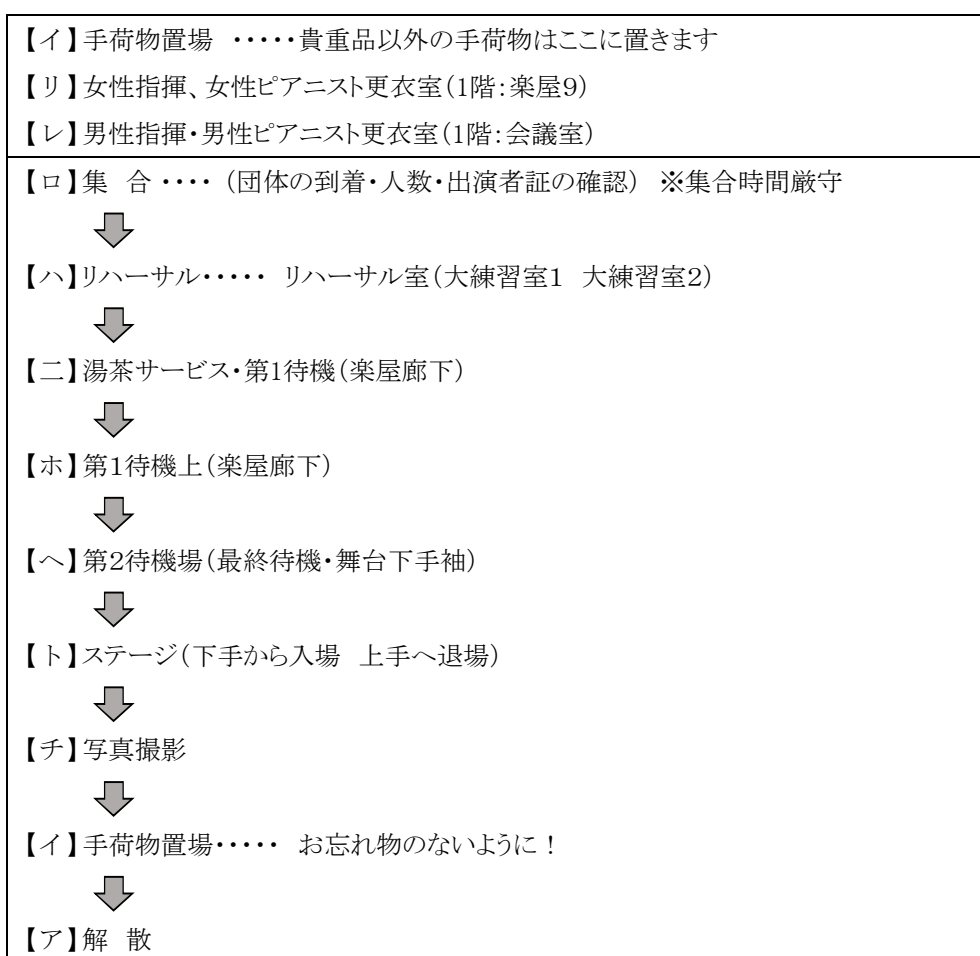 【イ】手荷物置場 ・・・・・貴重品以外の手荷物はここに置きます
【リ】女性指揮、女性ピアニスト更衣室(1階:楽屋9)
【レ】男性指揮・男性ピアニスト更衣室(1階:会議室)
【ロ】集 合 ・・・・ (団体の到着・人数・出演者証の確認) ※集合時間厳守
【ハ】リハーサル・・・・・ リハーサル室(大練習室1 大練習室2)
【二】湯茶サービス・第1待機(楽屋廊下)
【ホ】第1待機上(楽屋廊下)
【へ】第2待機場(最終待機・舞台下手袖)
【ト】ステージ(下手から入場 上手へ退場)
【チ】写真撮影
【イ】手荷物置場・・・・・ お忘れ物のないように!
【ア】解 散